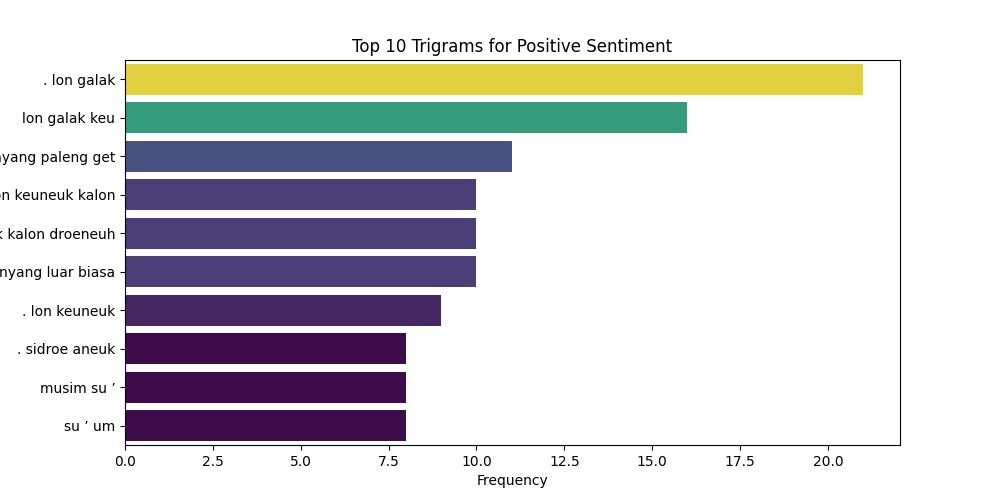 Top 10 Trigrams for Positive Sentiment
. lon galak
lon galak keu
paleng get
keuneuk kalon
kalon droeneuh
nyang luar biasa
. lon keuneuk
. sidroe aneuk
musim su ’
su ’ um
0.0 2.5 5.0 7.5 10.0 12.5 15.0 17.5 20.0
Frequency